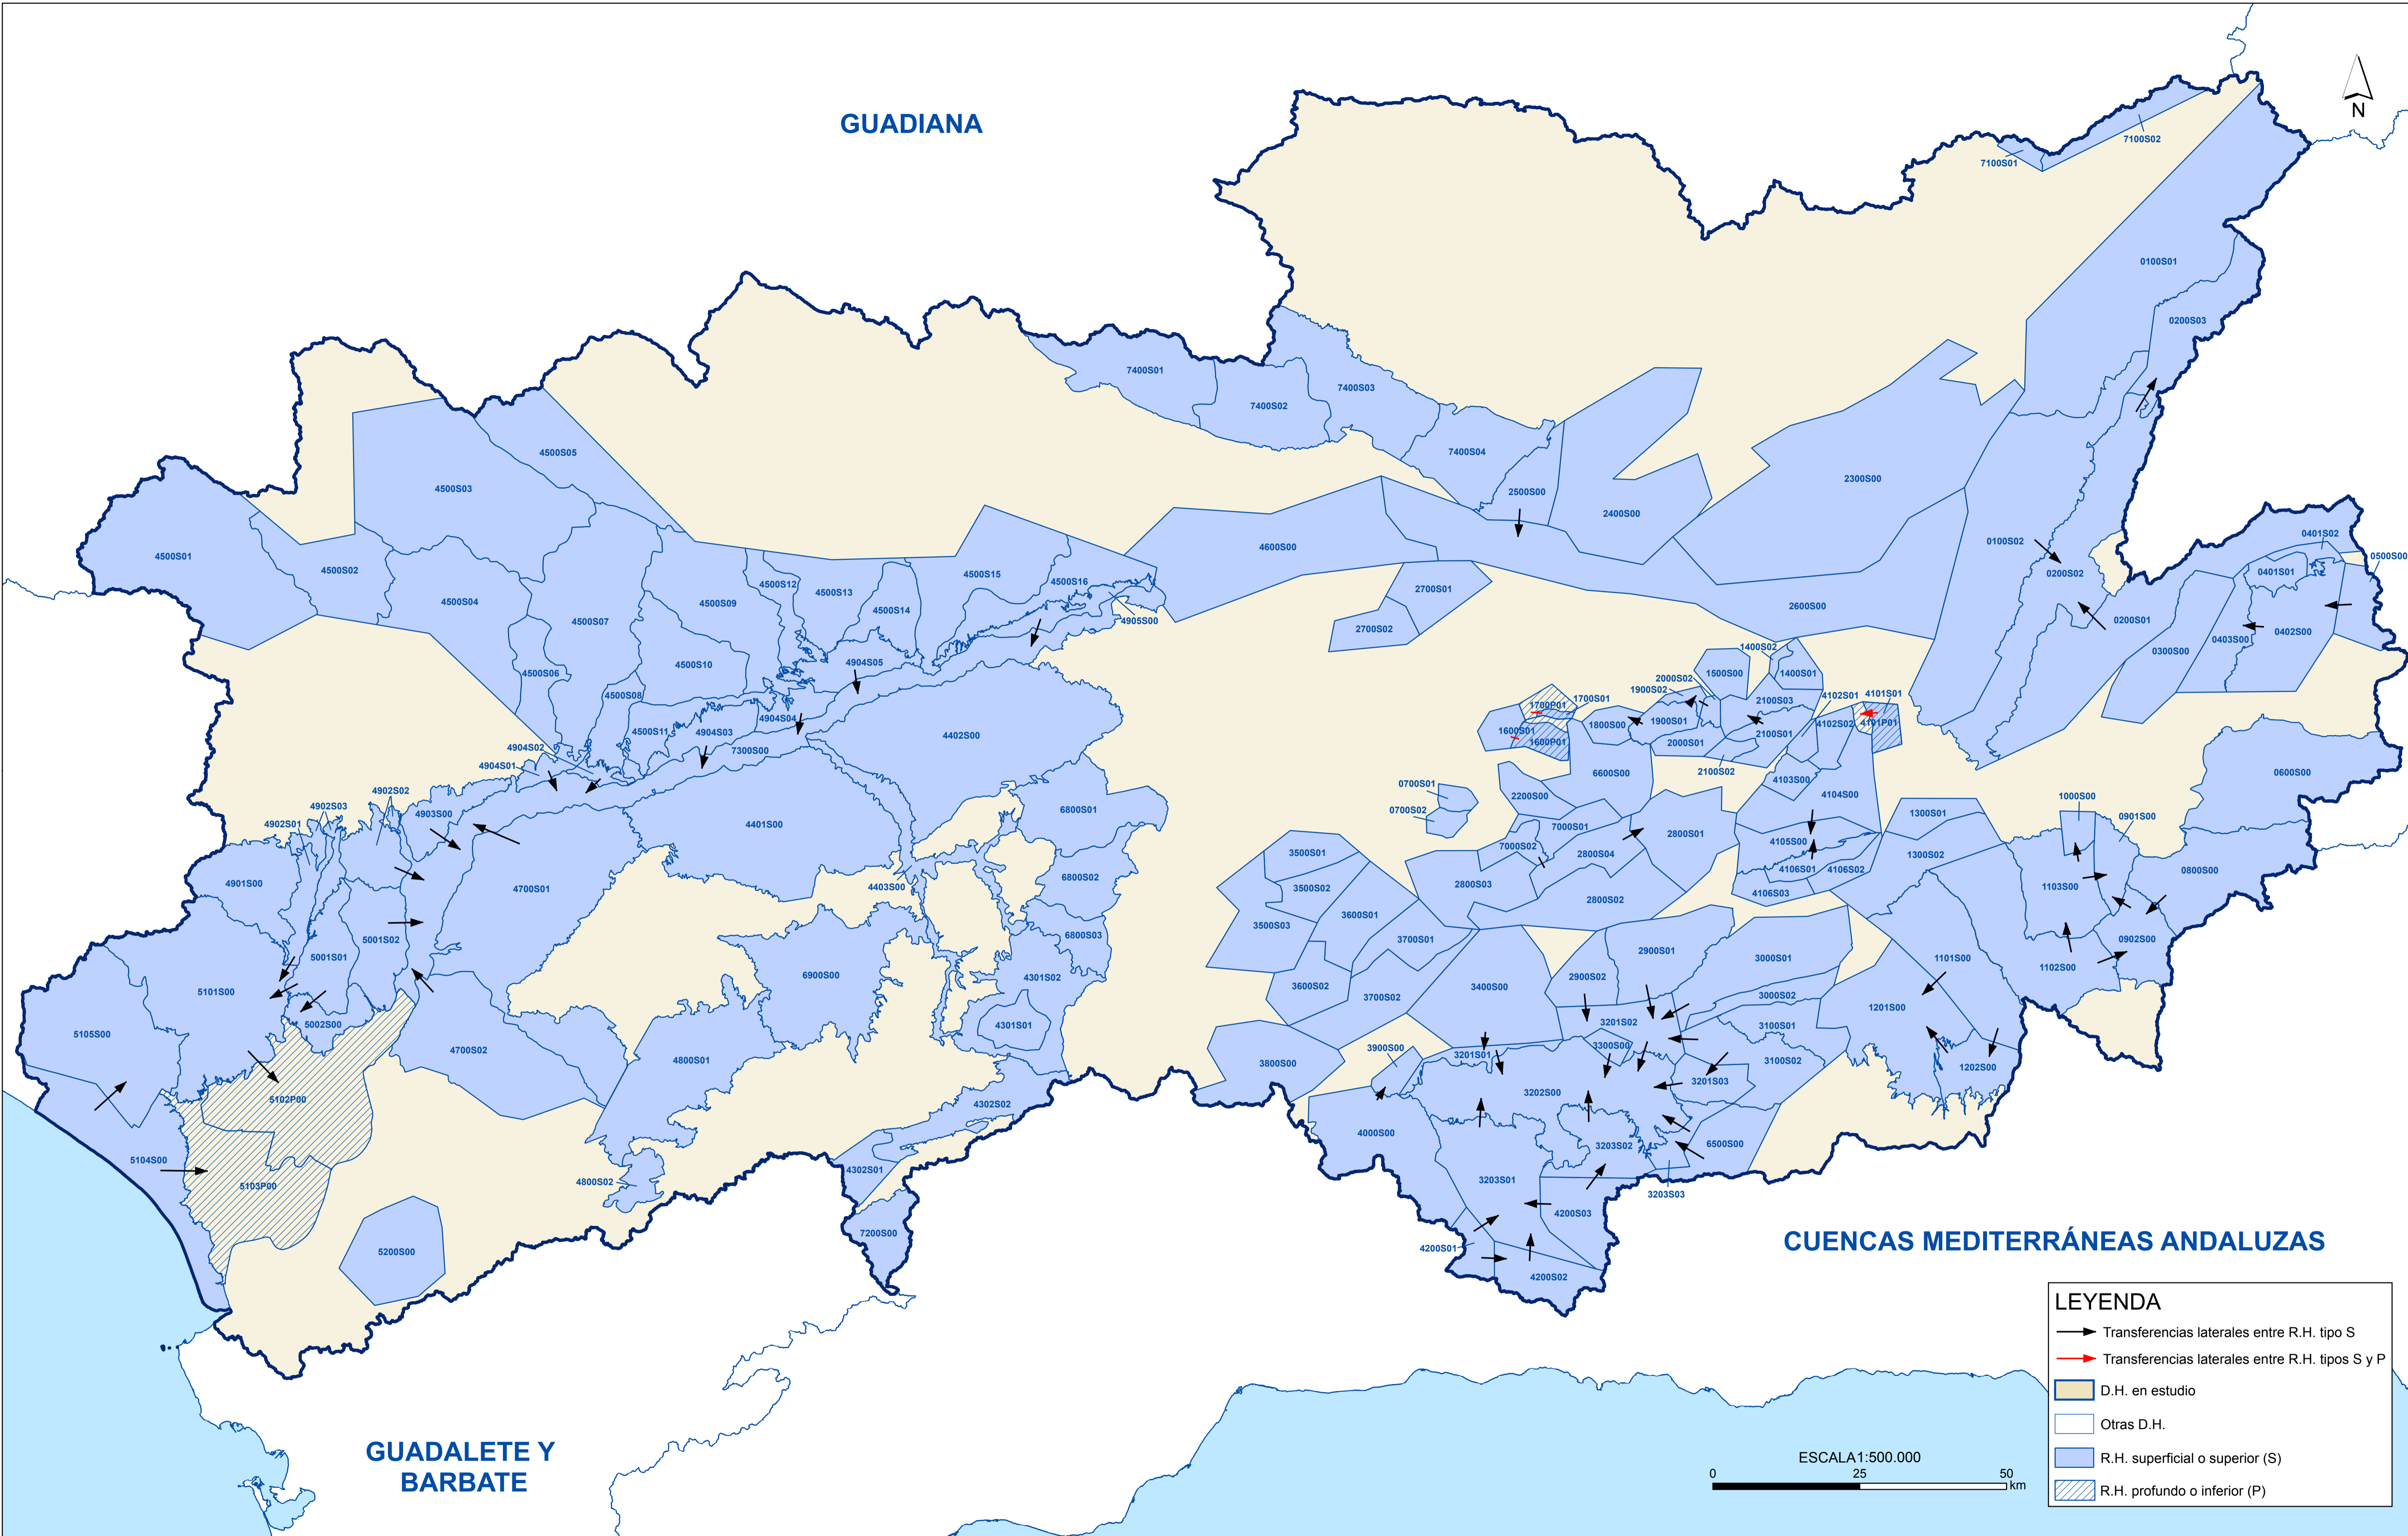 GUADIANA
N
7100S02
7100S01
0100S01
0200S03
7400S01
7400S03
7400S02
7400S04
4500S05
4500S03
2300S00
2500S00
2400S00
4500S01
4500S02
4600S00
0100S02
0401S02
0500S00
0401S01
0200S02
4500S15
4500S16
4500S12
4500S13
4500S14
4500S09
4500S04
4500S07
4905S00
2700S01
2700S02
2600S00
0200S01
0402S00
0403S00
0300S00
4500S10
4500S06
4500S08
4904S05
1400S02
1500S00
1400S01
2000S02
1900S02
2100S03
4102S01
4101S01
1700S01
1700P01
4904S04
4500S11
4904S03
7300S00
4402S00
1800S00
1900S01
4102S02
4101P01
1600S01
1600P01
2000S01
2100S01
4904S02
4904S01
2100S02
6600S00
4103S00
0600S00
4902S02
4902S03
4902S01
4903S00
0700S01
0700S02
2200S00
4104S00
1000S00
0901S00
6800S01
4401S00
7000S01
2800S01
1300S01
7000S02
2800S04
4105S00
1300S02
3500S01
4901S00
4700S01
4403S00
6800S02
3500S02
2800S03
4106S01
4106S02
4106S03
0800S00
1103S00
2800S02
3600S01
3500S03
3700S01
6800S03
5001S02
5001S01
5101S00
6900S00
4301S02
2900S01
2900S02
3000S01
1101S00
0902S00
1102S00
3400S00
3600S02
3700S02
3000S02
1201S00
5105S00
5002S00
4301S01
3201S02
3100S01
3300S00
3900S00
3201S01
3100S02
4700S02
4800S01
3800S00
1202S00
3201S03
3202S00
5102P00
4302S02
4000S00
3203S02
6500S00
5104S00
4302S01
4800S02
5103P00
3203S01
3203S03
4200S03
7200S00
5200S00
4200S01
4200S02
CUENCAS MEDITERRÁNEAS ANDALUZAS
GUADALETE Y
BARBATE
ESCALA1:500.000
0 25 50
km
LEYENDA
Transferencias laterales entre R.H. tipo S
Transferencias laterales entre R.H. tipos S y P
D.H. en estudio
Otras D.H.
R.H. superficial o superior (S)
R.H. profundo o inferior (P)